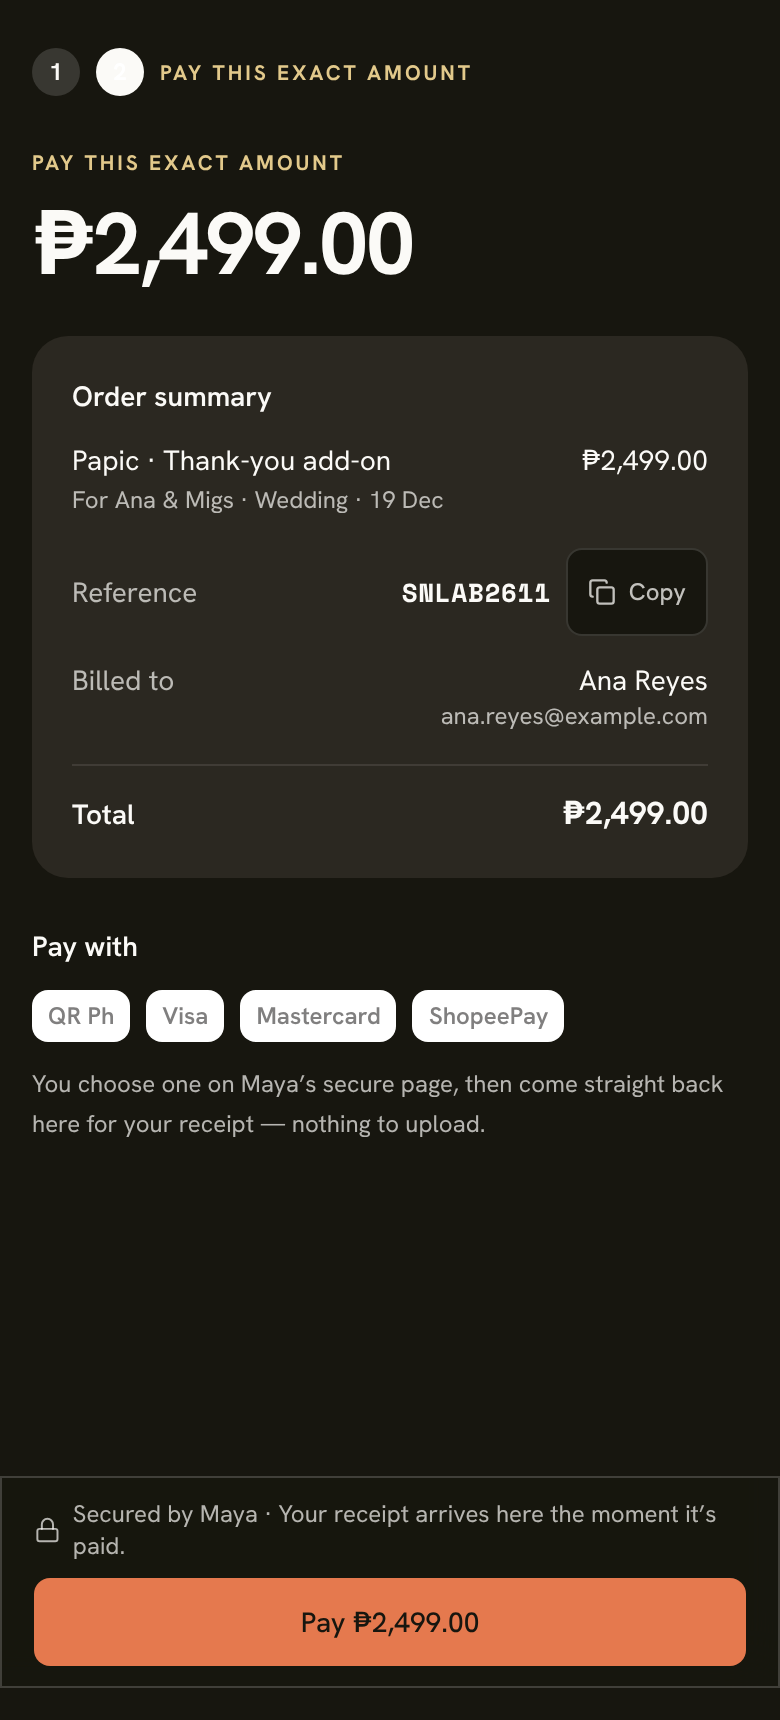 1 2 PAY THIS EXACT AMOUNT
PAY THIS EXACT AMOUNT
₱2,499.00
Order summary
Papic · Thank-you add-on ₱2,499.00
For Ana & Migs · Wedding · 19 Dec
Reference SNLAB2611 Copy
Billed to Ana Reyes
ana.reyes@example.com
Total ₱2,499.00
Pay with
QR Ph Visa Mastercard ShopeePay
You choose one on Maya’s secure page, then come straight back
here for your receipt — nothing to upload.
Secured by Maya · Your receipt arrives here the moment it’s
paid.
Pay ₱2,499.00